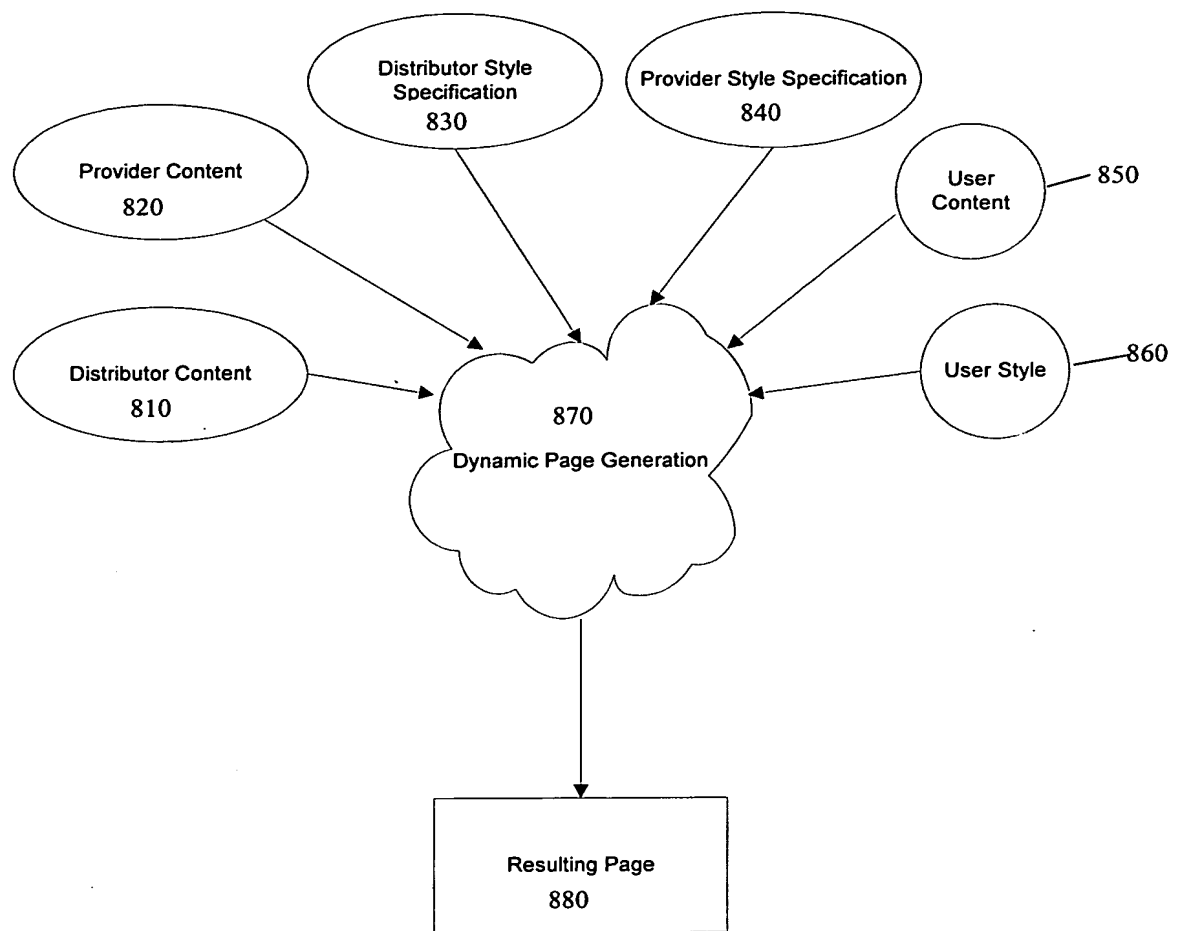 Distributor Style
Specification
830
Provider Style Specification
840
Provider Content
820
User
Content
850
Distributor Content
810
User Style
860
870
Dynamic Page Generation
Resulting Page
880